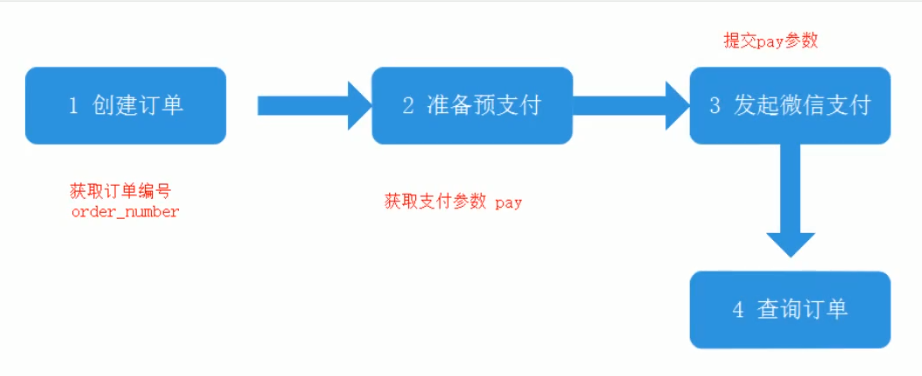 提交pay参数
1 创建订单
2 准备预支付
3 发起微信支付
获取订单编号
order_number
获取支付参数 pay
4 查询订单